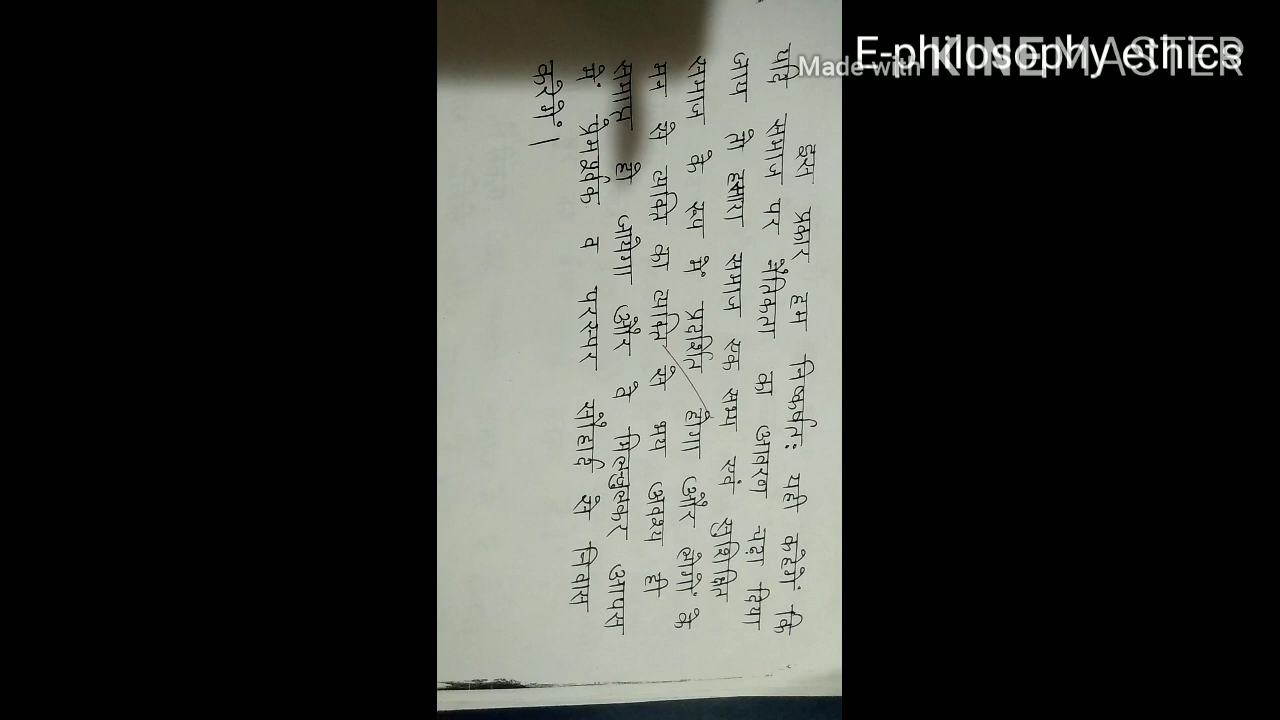 E-philosophy ethics
Made with KINEMASTER
इस प्रकार हम निष्कर्षतः यही कहेगें कि
यदि समाज पर नैतिकता का आवरण चढ़ा दिया
जाय तो हमारा समाज एक सभ्य एवं सुशिक्षित
समाज के रूप में प्रदर्शित होगा और लोगों के
मन से व्यक्ति का व्यक्ति से भय अवश्य ही
समाप्त हो जायेगा और वे मिलजुलकर आपस
में प्रेमपूर्वक व परस्पर सौहार्द से निवास
करेगें।